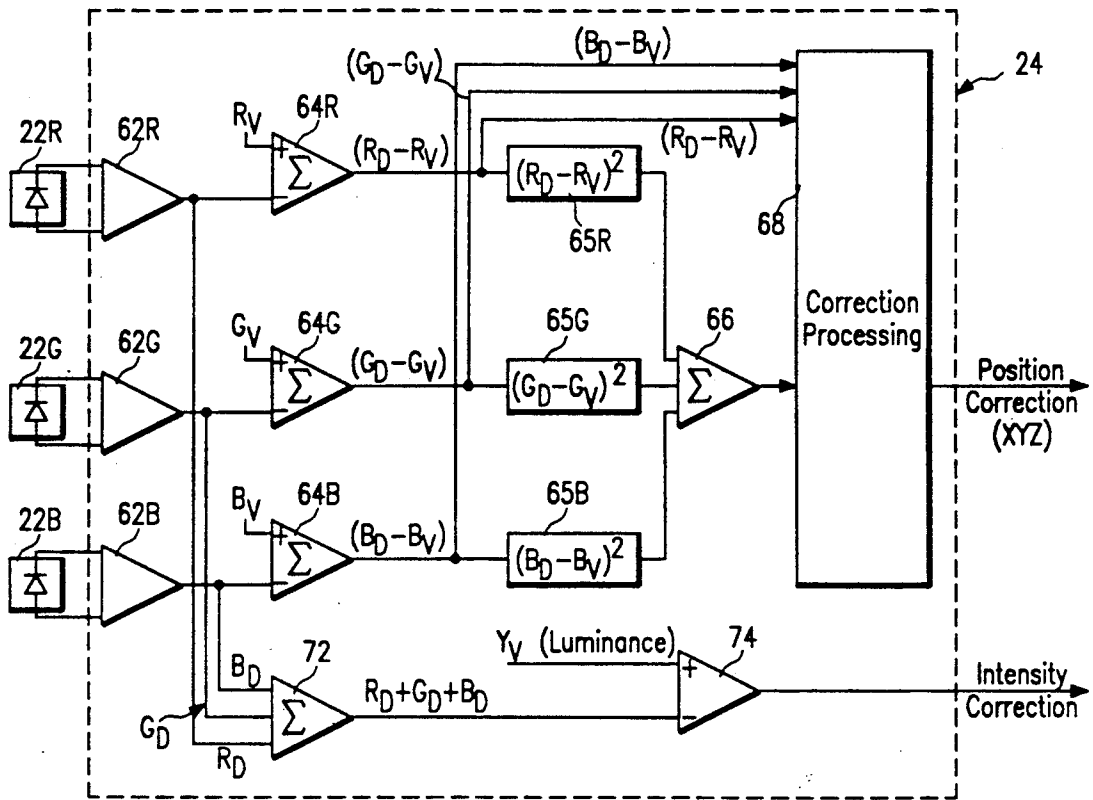 (B_D–B_V)
(G_D–G_V)
24
64R
R_V
22R
62R
+
Σ
–
(R_D–R_V)
(R_D–R_V)
(R_D–R_V)²
65R
68
Correction
Processing
22G
62G
G_V
64G
+
Σ
–
(G_D–G_V)
65G
(G_D–G_V)²
66
Σ
Position
Correction
(XYZ)
22B
62B
B_V
64B
+
Σ
–
(B_D–B_V)
65B
(B_D–B_V)²
B_D
G_D
R_D
72
Σ
R_D+G_D+B_D
Y_V (Luminance)
74
+
–
Intensity
Correction